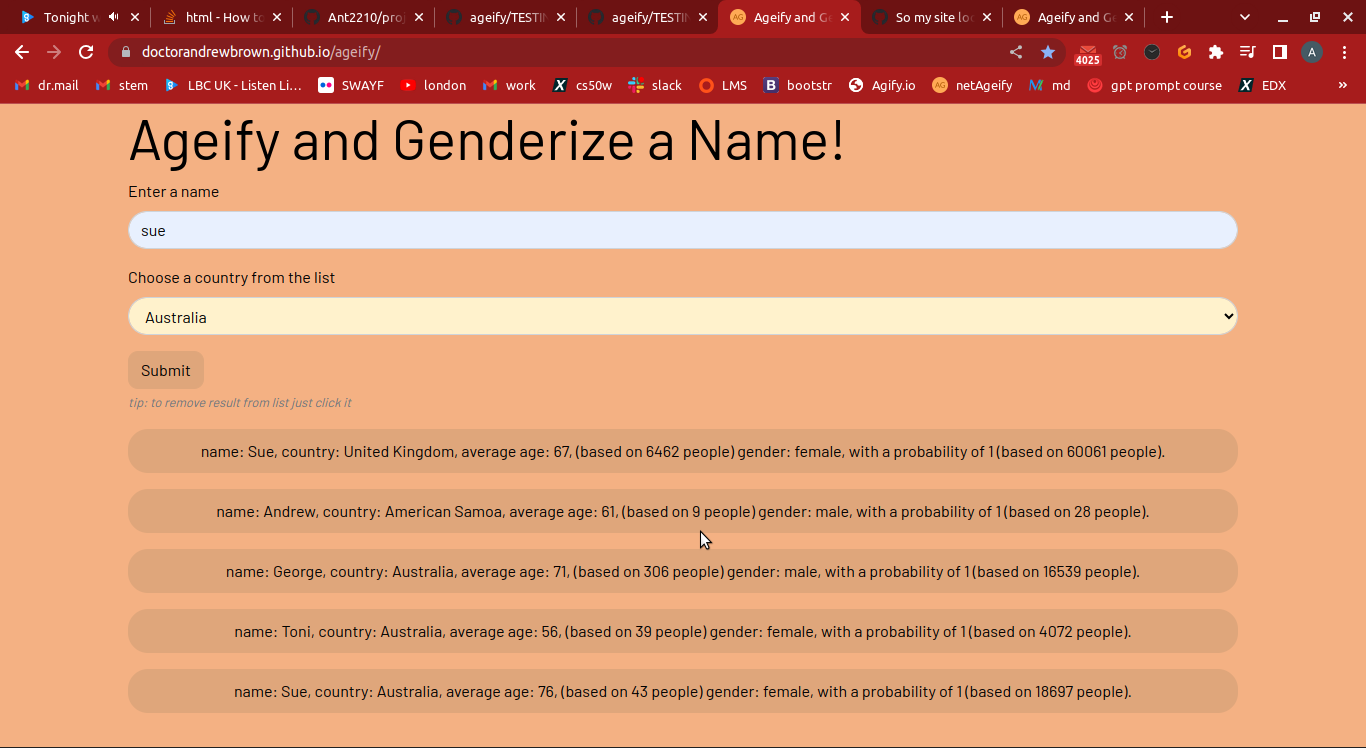 Tonight w
html - How to
Ant2210/proj
ageify/TESTIN
ageify/TESTIN
AG Ageify and Ge
So my site loo
AG Ageify and Ge
doctorandrewbrown.github.io/ageify/
4025
A
dr.mail stem LBC UK - Listen Li... SWAYF london work cs50w slack LMS B bootstr Agify.io AG netAgeify md gpt prompt course EDX »
Ageify and Genderize a Name!
Enter a name
sue
Choose a country from the list
Australia
Submit
tip: to remove result from list just click it
name: Sue, country: United Kingdom, average age: 67, (based on 6462 people) gender: female, with a probability of 1 (based on 60061 people).
name: Andrew, country: American Samoa, average age: 61, (based on 9 people) gender: male, with a probability of 1 (based on 28 people).
name: George, country: Australia, average age: 71, (based on 306 people) gender: male, with a probability of 1 (based on 16539 people).
name: Toni, country: Australia, average age: 56, (based on 39 people) gender: female, with a probability of 1 (based on 4072 people).
name: Sue, country: Australia, average age: 76, (based on 43 people) gender: female, with a probability of 1 (based on 18697 people).